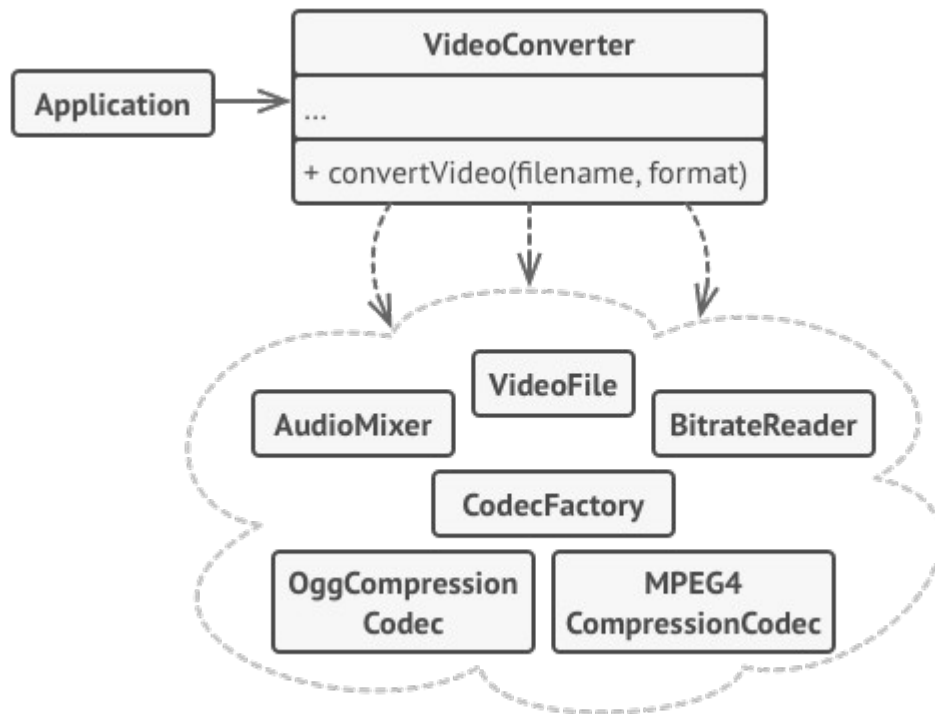 VideoConverter
Application
...
+ convertVideo(filename, format)
VideoFile
AudioMixer
BitrateReader
CodecFactory
OggCompression
Codec
MPEG4
CompressionCodec